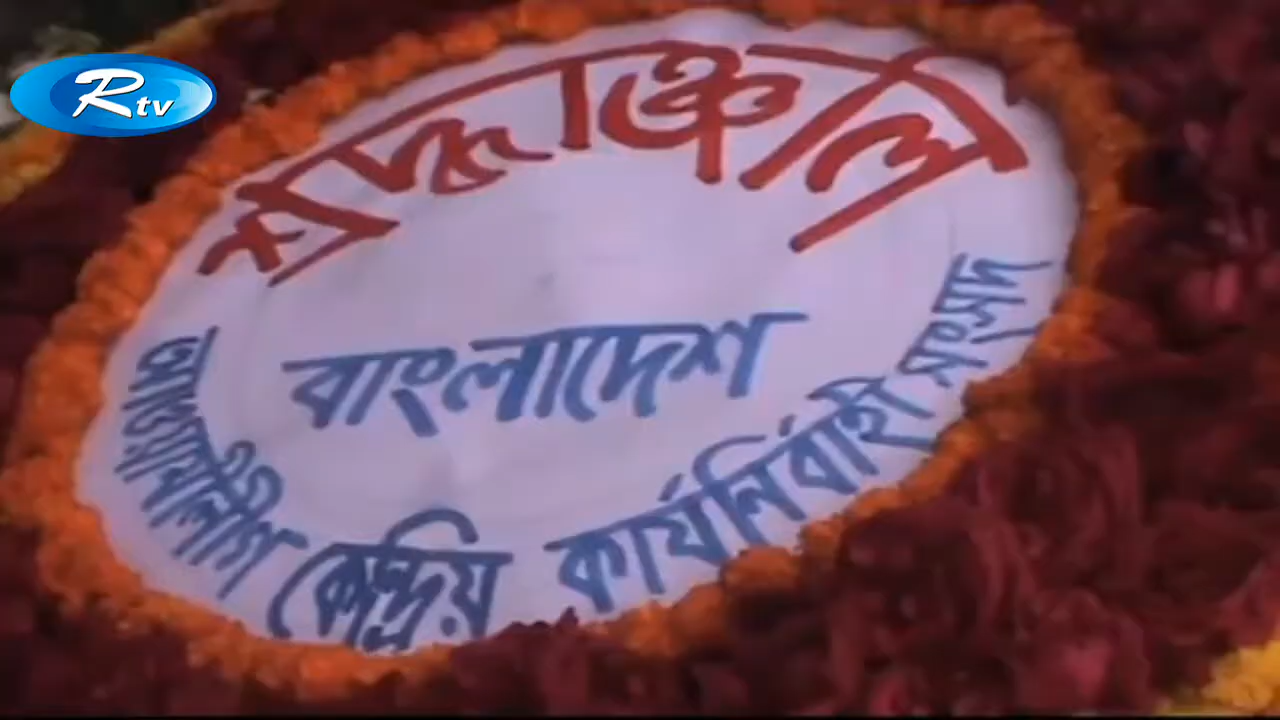 Rtv
শ্রদ্ধাঞ্জলি
বাংলাদেশ
আওয়ামীলীগ কেন্দ্রিয় কার্যনির্বাহী সংসদ